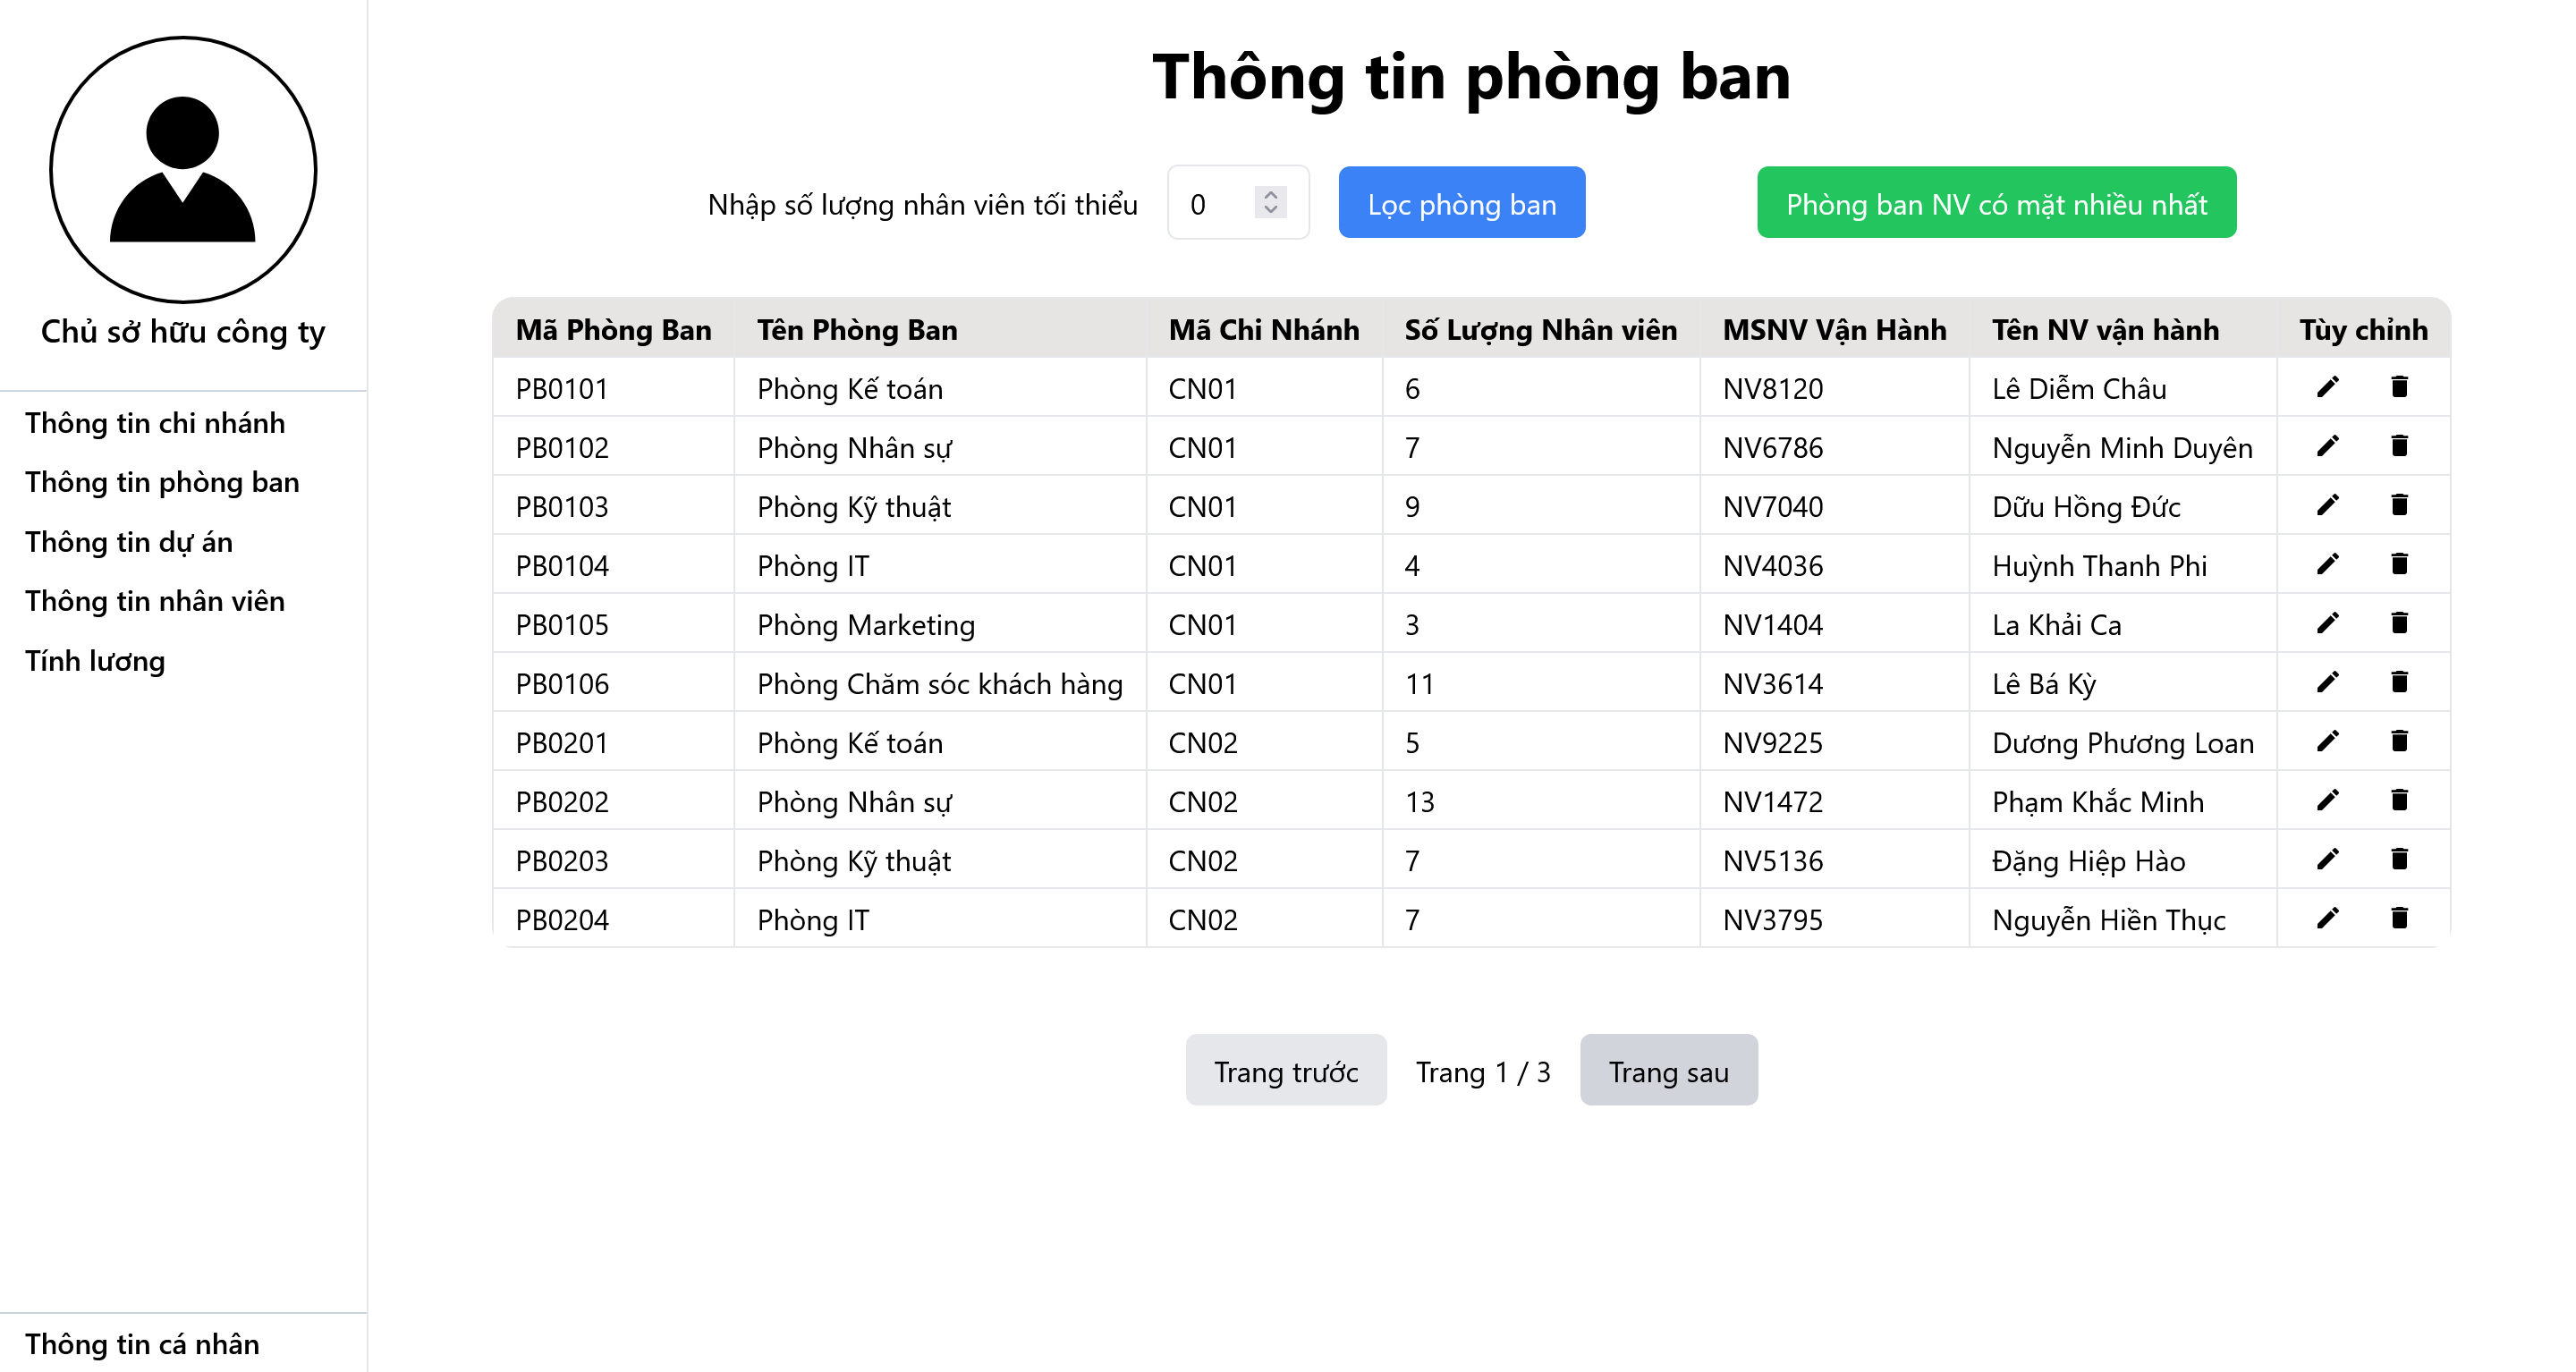 Chủ sở hữu công ty
Thông tin chi nhánh
Thông tin phòng ban
Thông tin dự án
Thông tin nhân viên
Tính lương
Thông tin cá nhân
Thông tin phòng ban
Nhập số lượng nhân viên tối thiểu 0 Lọc phòng ban Phòng ban NV có mặt nhiều nhất
Mã Phòng Ban Tên Phòng Ban Mã Chi Nhánh Số Lượng Nhân viên MSNV Vận Hành Tên NV vận hành Tùy chỉnh
PB0101 Phòng Kế toán CN01 6 NV8120 Lê Diễm Châu
PB0102 Phòng Nhân sự CN01 7 NV6786 Nguyễn Minh Duyên
PB0103 Phòng Kỹ thuật CN01 9 NV7040 Dữu Hồng Đức
PB0104 Phòng IT CN01 4 NV4036 Huỳnh Thanh Phi
PB0105 Phòng Marketing CN01 3 NV1404 La Khải Ca
PB0106 Phòng Chăm sóc khách hàng CN01 11 NV3614 Lê Bá Kỳ
PB0201 Phòng Kế toán CN02 5 NV9225 Dương Phương Loan
PB0202 Phòng Nhân sự CN02 13 NV1472 Phạm Khắc Minh
PB0203 Phòng Kỹ thuật CN02 7 NV5136 Đặng Hiệp Hào
PB0204 Phòng IT CN02 7 NV3795 Nguyễn Hiền Thục
Trang trước Trang 1 / 3 Trang sau